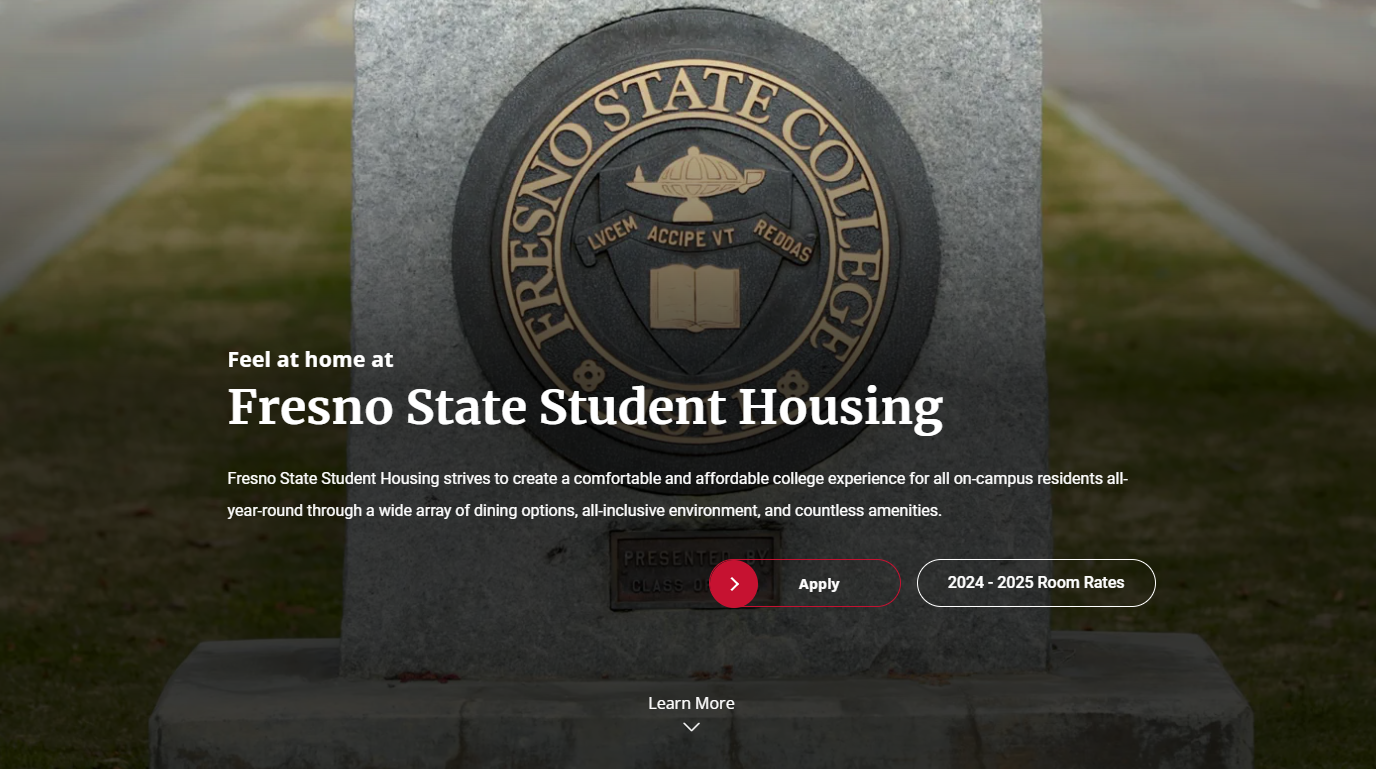 FRESNO STATE COLLEGE
LVCEM ACCIPE VT REDDAS
Feel at home at
Fresno State Student Housing
Fresno State Student Housing strives to create a comfortable and affordable college experience for all on-campus residents all-
year-round through a wide array of dining options, all-inclusive environment, and countless amenities.
PRESENTED BY
CLASS OF
Apply
2024 - 2025 Room Rates
Learn More